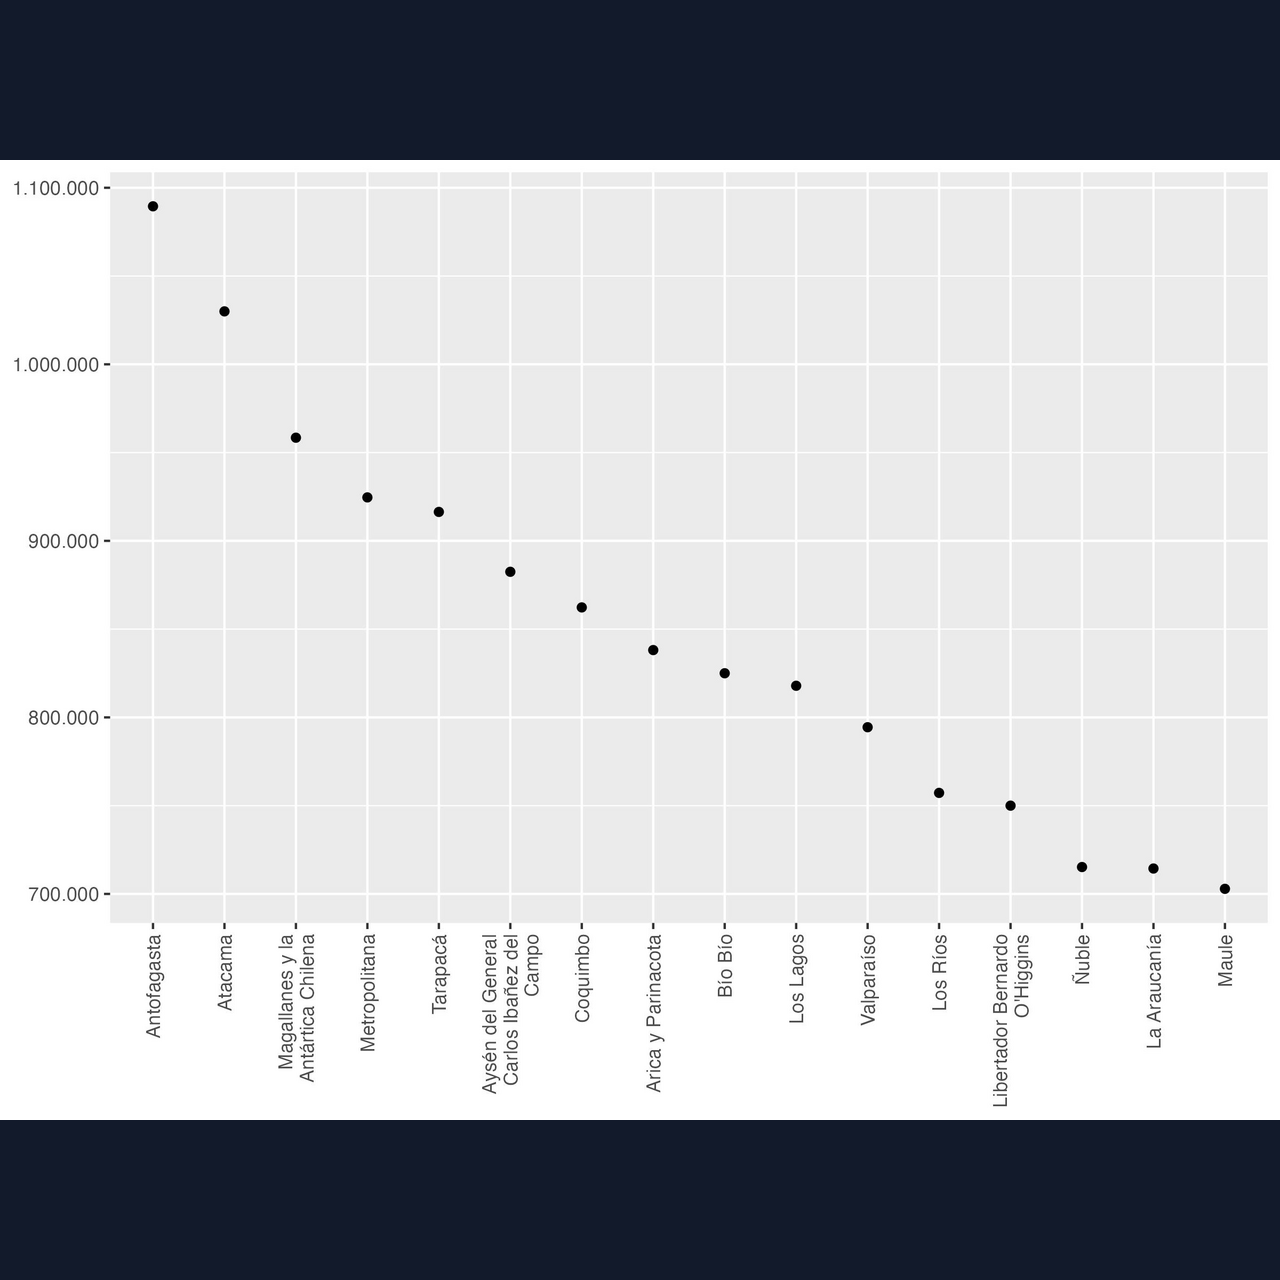 1.100.000
1.000.000
900.000
800.000
700.000
Antofagasta
Atacama
Magallanes y la
Antártica Chilena
Metropolitana
Tarapacá
Aysén del General
Carlos Ibañez del
Campo
Coquimbo
Arica y Parinacota
Bío Bío
Los Lagos
Valparaíso
Los Ríos
Libertador Bernardo
O'Higgins
Ñuble
La Araucanía
Maule